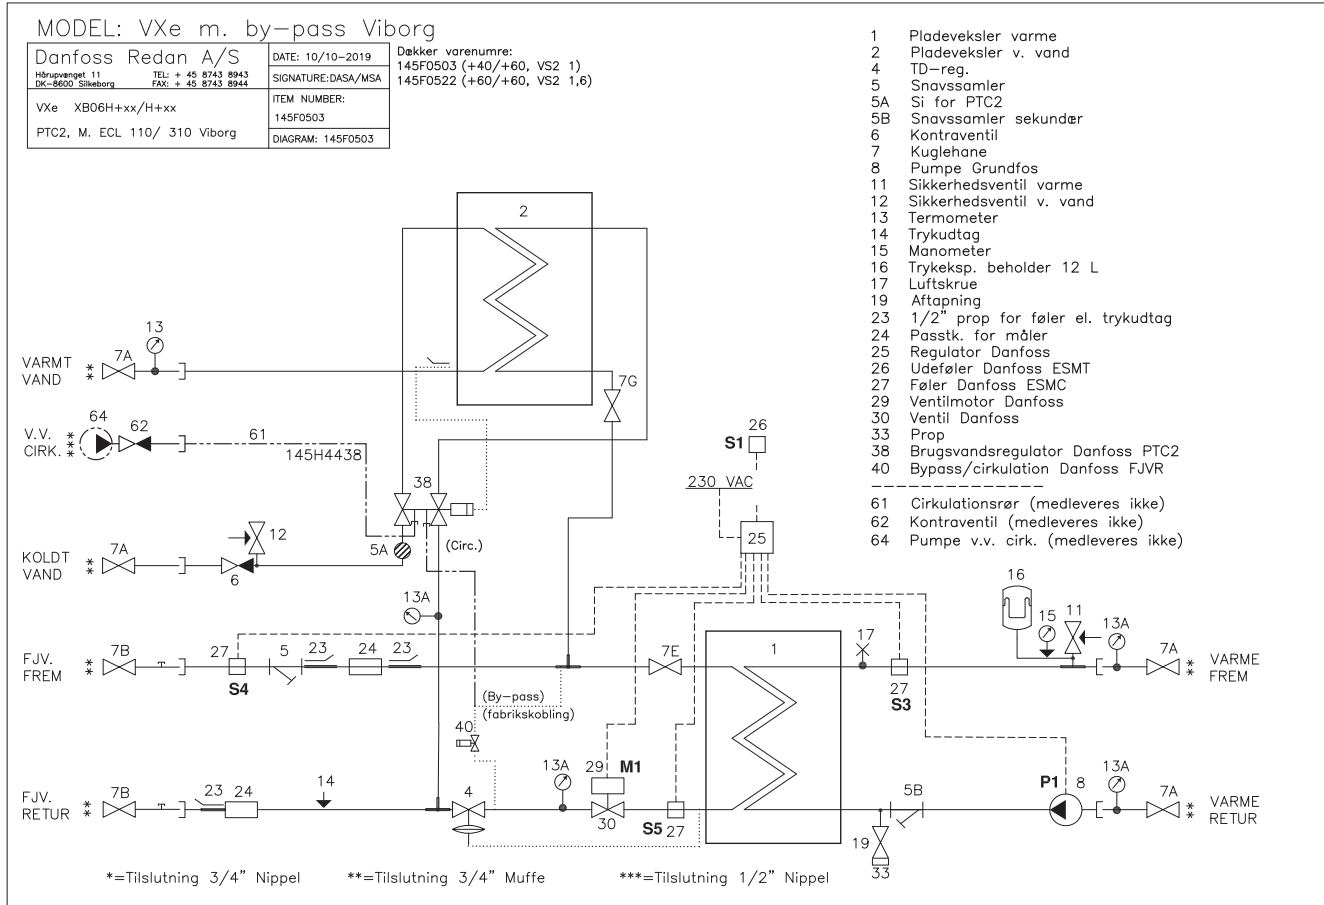 MODEL: VXe m. by-pass Viborg
Danfoss Redan A/S
Hårupvænget 11 TEL: + 45 8743 8943
DK-8600 Silkeborg FAX: + 45 8743 8944
VXe XB06H+xx/H+xx
PTC2, M. ECL 110/ 310 Viborg
DATE: 10/10-2019
SIGNATURE:DASA/MSA
ITEM NUMBER:
145F0503
DIAGRAM: 145F0503
Dækker varenumre:
145F0503 (+40/+60, VS2 1)
145F0522 (+60/+60, VS2 1,6)
1 Pladeveksler varme
2 Pladeveksler v. vand
4 TD-reg.
5 Snavssamler
5A Si for PTC2
5B Snavssamler sekundær
6 Kontraventil
7 Kuglehane
8 Pumpe Grundfos
11 Sikkerhedsventil varme
12 Sikkerhedsventil v. vand
13 Termometer
14 Trykudtag
15 Manometer
16 Trykeksp. beholder 12 L
17 Luftskrue
19 Aftapning
23 1/2" prop for føler el. trykudtag
24 Passtk. for måler
25 Regulator Danfoss
26 Udeføler Danfoss ESMT
27 Føler Danfoss ESMC
29 Ventilmotor Danfoss
30 Ventil Danfoss
33 Prop
38 Brugsvandsregulator Danfoss PTC2
40 Bypass/cirkulation Danfoss FJVR
61 Cirkulationsrør (medleveres ikke)
62 Kontraventil (medleveres ikke)
64 Pumpe v.v. cirk. (medleveres ikke)
2
13
7A
VARMT
VAND
**
7G
64
62
V.V.
CIRK.
***
61
145H4438
26
S1
230 VAC
38
25
12
5A
(Circ.)
7A
KOLDT
VAND
**
6
13A
16
15
11
13A
7A
VARME
FREM
**
7B
FJV.
FREM
**
27
S4
5
23
24
23
7E
1
17
27
S3
(By-pass)
(fabrikskobling)
40
13A
29
M1
P1
8
13A
7A
VARME
RETUR
*
7B
FJV.
RETUR
**
23
24
14
4
30
S5
27
5B
19
33
*=Tilslutning 3/4" Nippel **=Tilslutning 3/4" Muffe ***=Tilslutning 1/2" Nippel